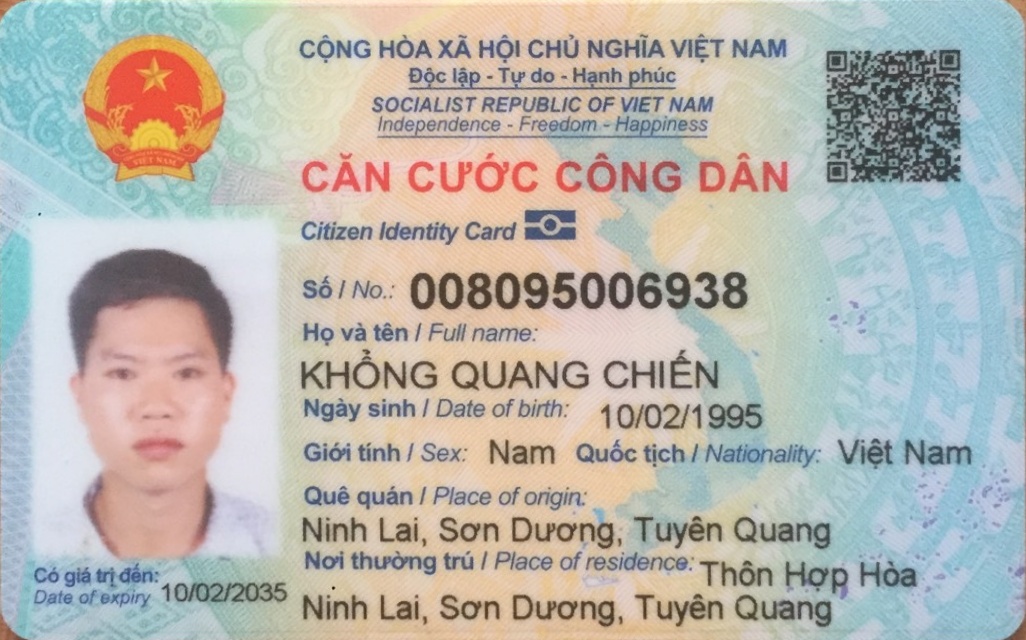 CỘNG HÒA XÃ HỘI CHỦ NGHĨA VIỆT NAM
Độc lập - Tự do - Hạnh phúc
SOCIALIST REPUBLIC OF VIET NAM
Independence - Freedom - Happiness
CĂN CƯỚC CÔNG DÂN
Citizen Identity Card
Số / No.: 008095006938
Họ và tên / Full name:
KHỔNG QUANG CHIẾN
Ngày sinh / Date of birth: 10/02/1995
Giới tính / Sex: Nam Quốc tịch / Nationality: Việt Nam
Quê quán / Place of origin:
Ninh Lai, Sơn Dương, Tuyên Quang
Nơi thường trú / Place of residence: Thôn Hợp Hòa
Ninh Lai, Sơn Dương, Tuyên Quang
Có giá trị đến: 10/02/2035
Date of expiry
VIỆT NAM